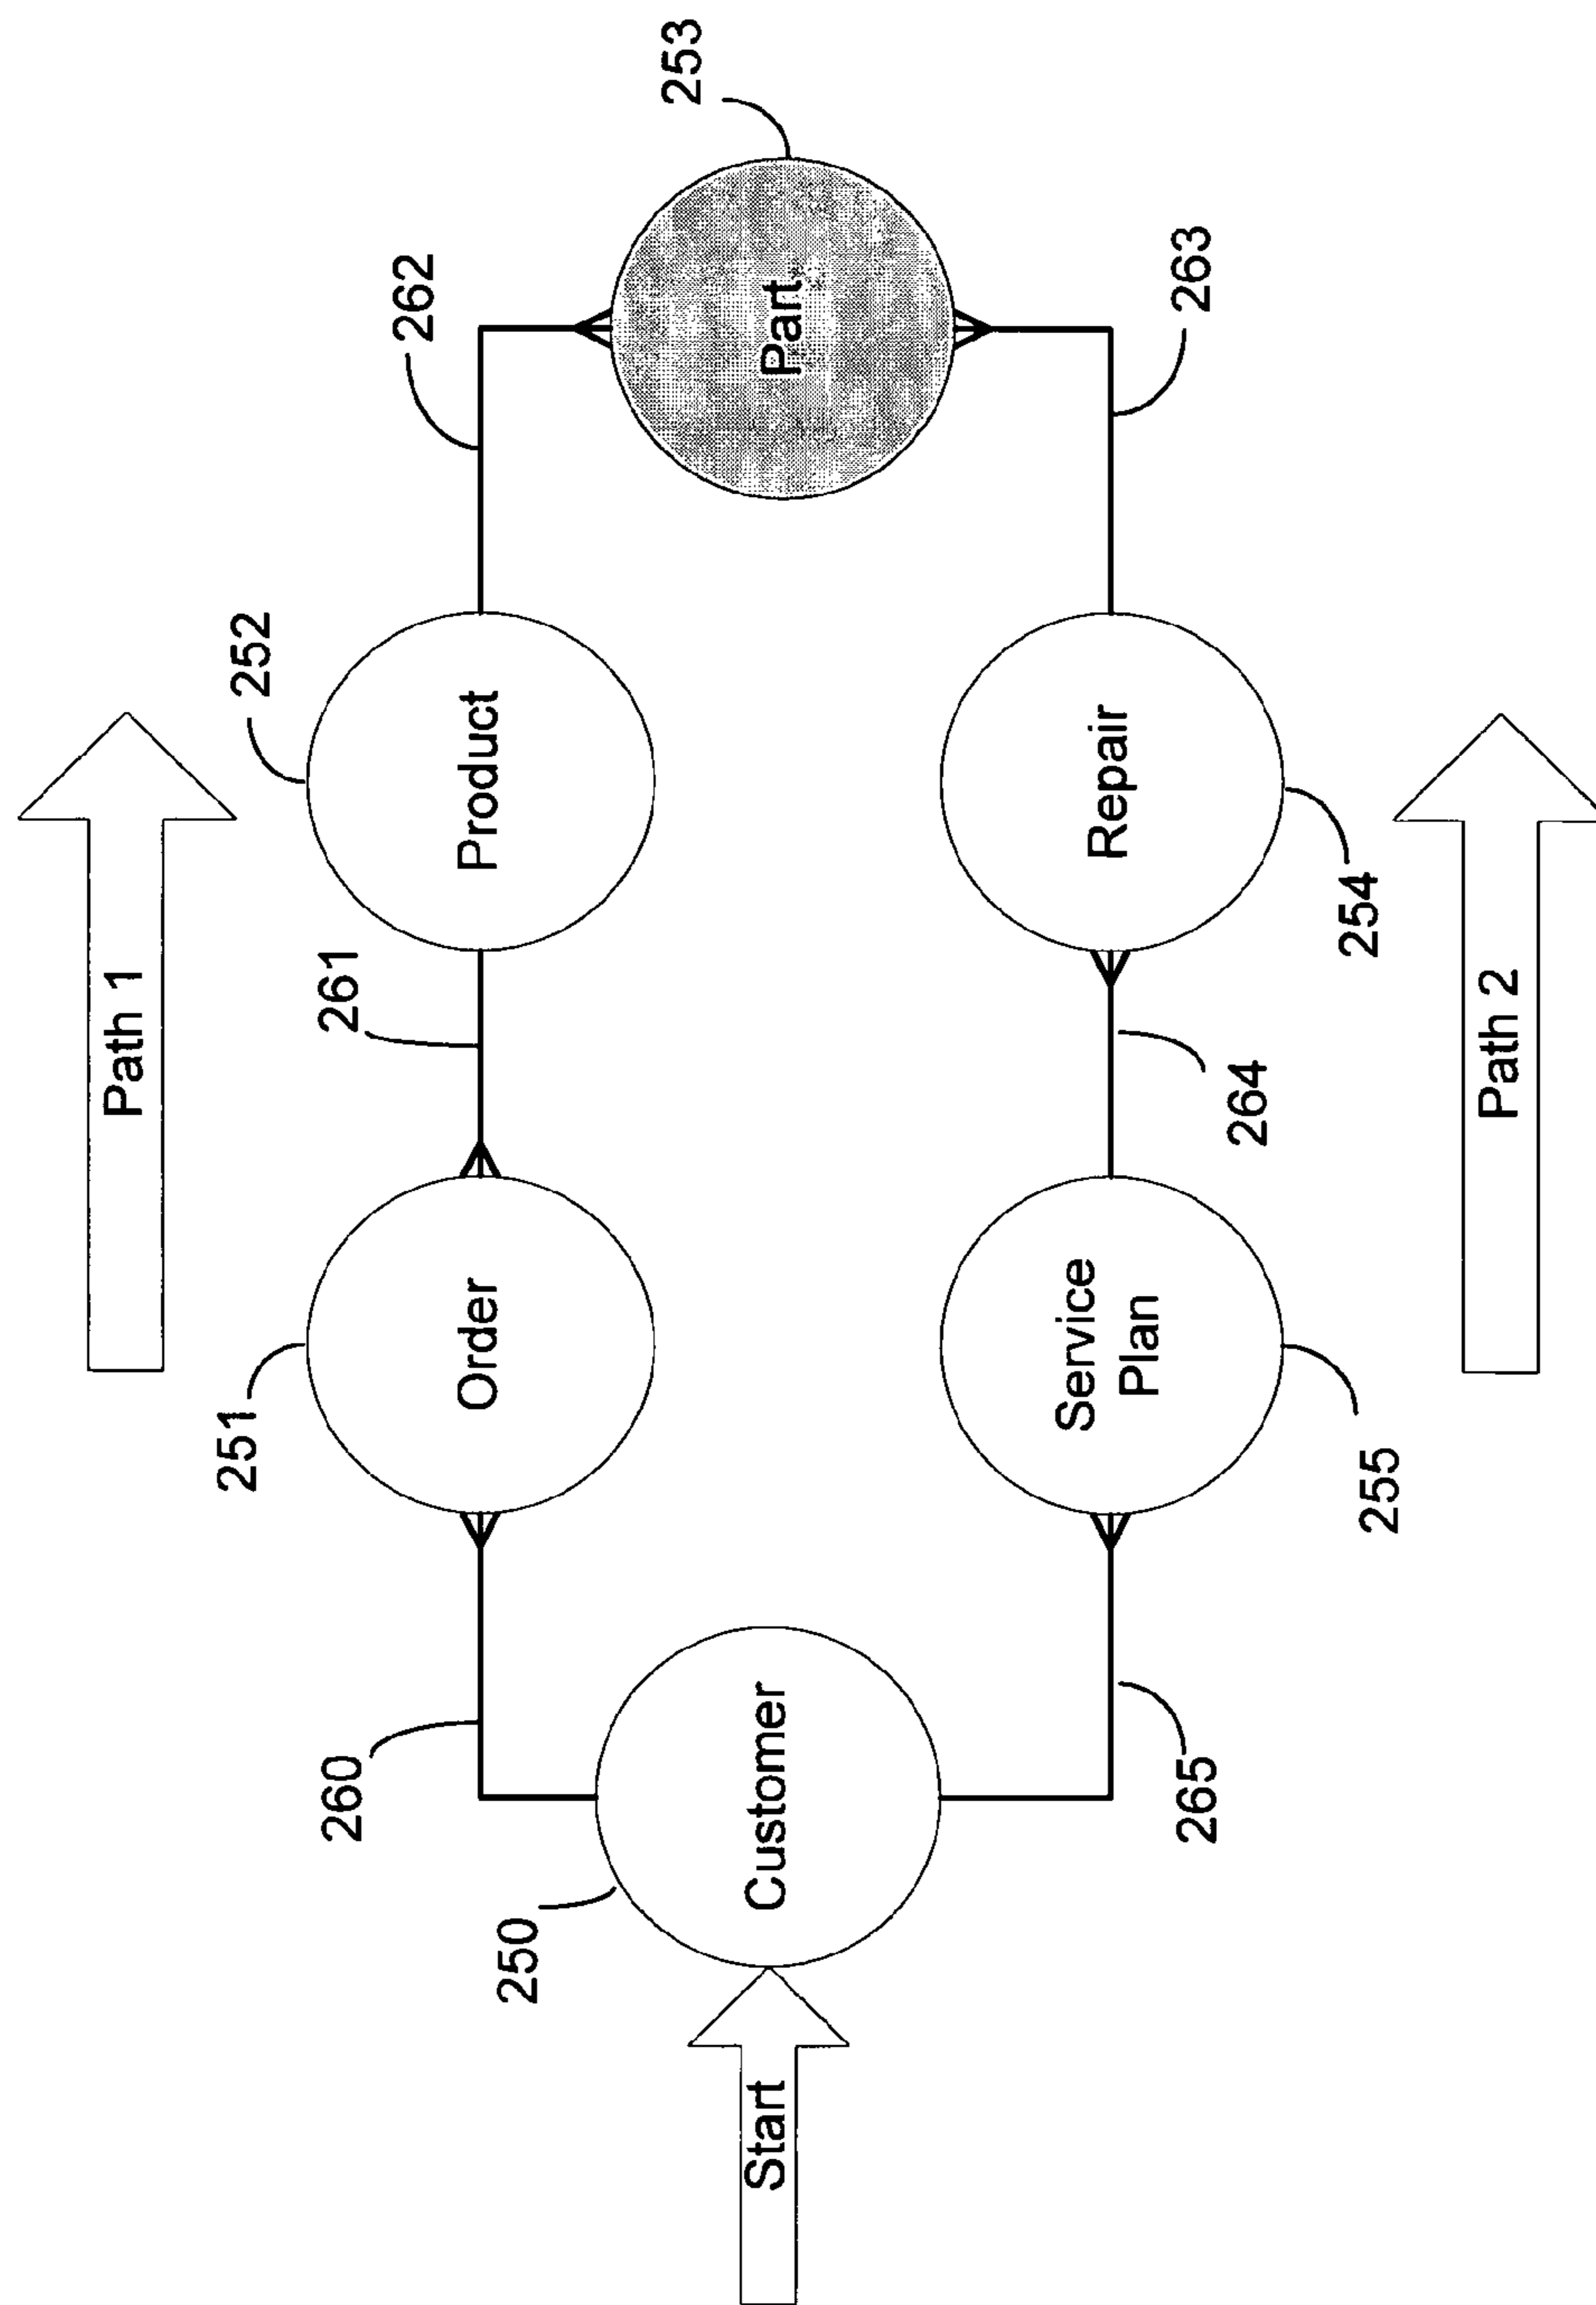 Path 1
251
252
260
261
262
Order
Product
250
253
Start
Customer
Part
Service
Plan
Repair
265
264
263
255
254
Path 2